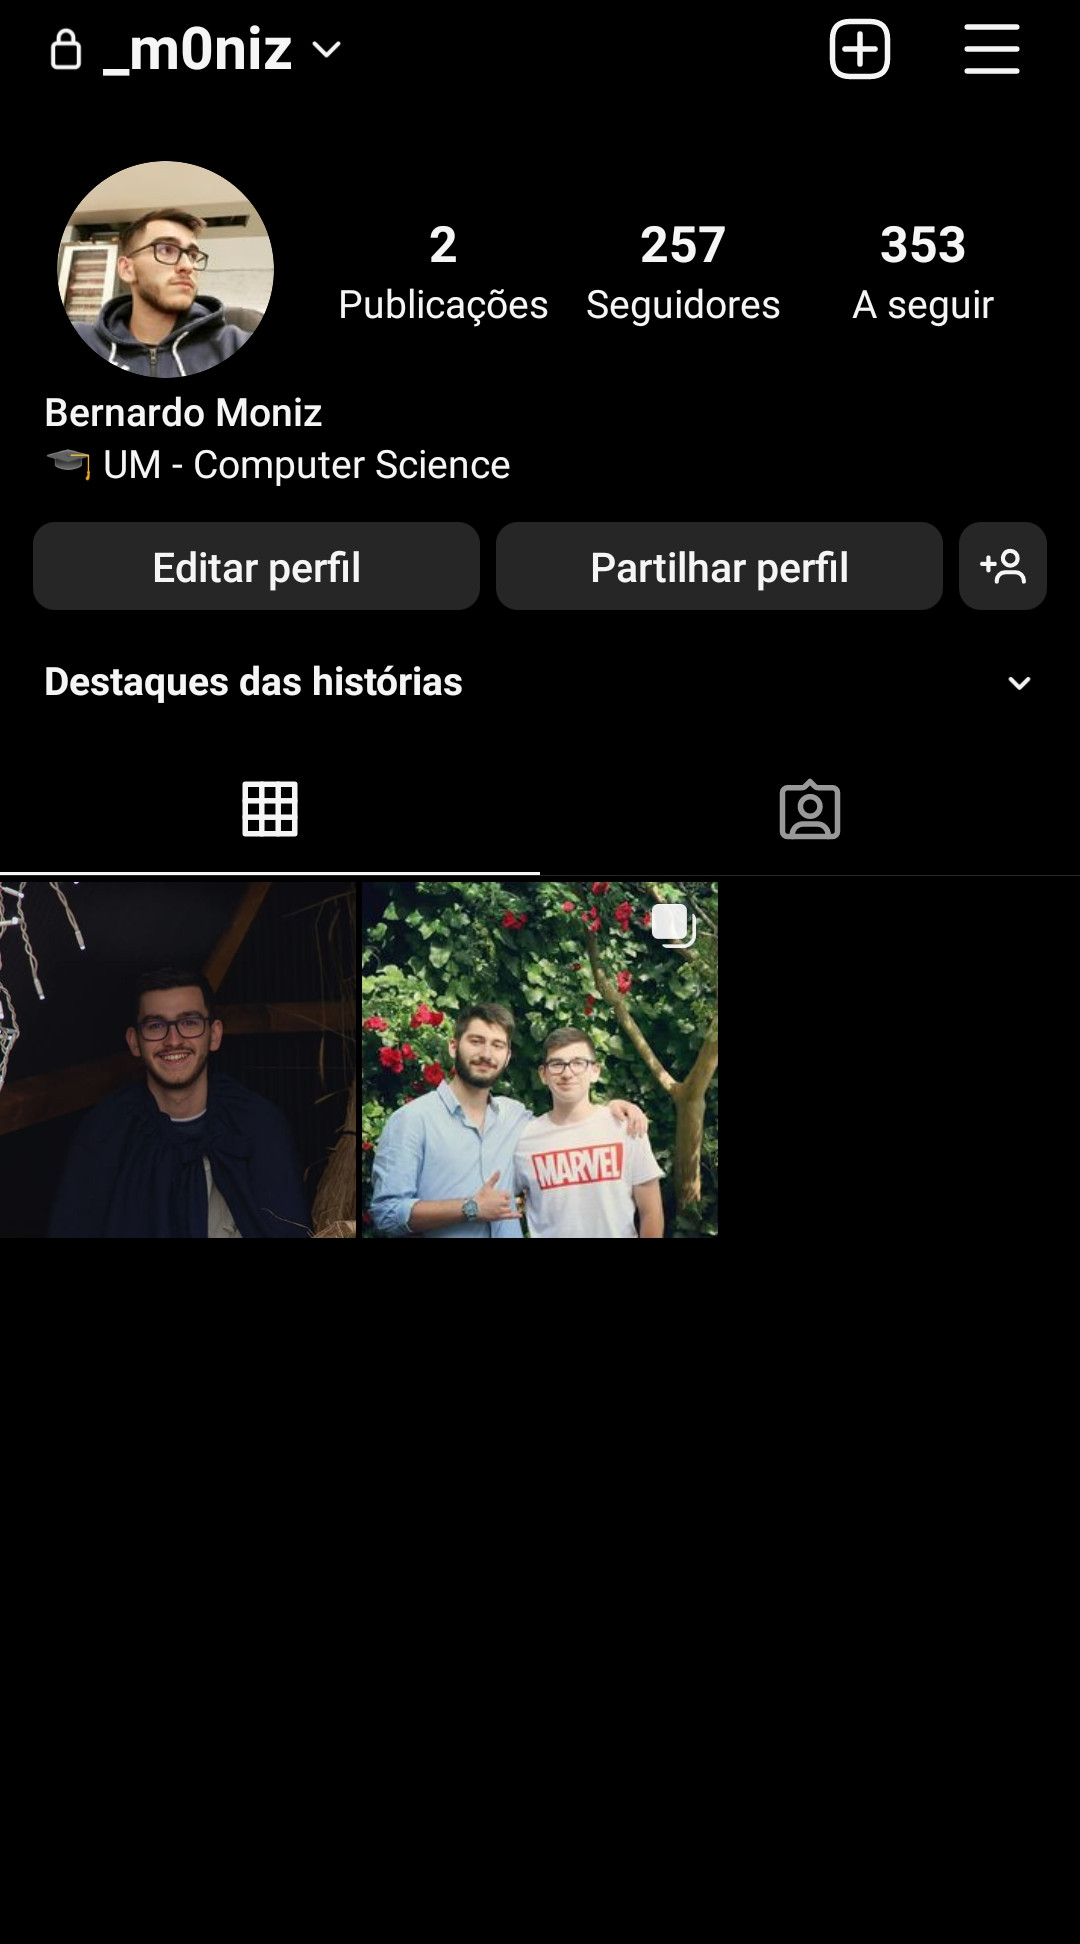 _m0niz
2 257 353
Publicações Seguidores A seguir
Bernardo Moniz
🎓 UM - Computer Science
Editar perfil Partilhar perfil
Destaques das histórias
MARVEL